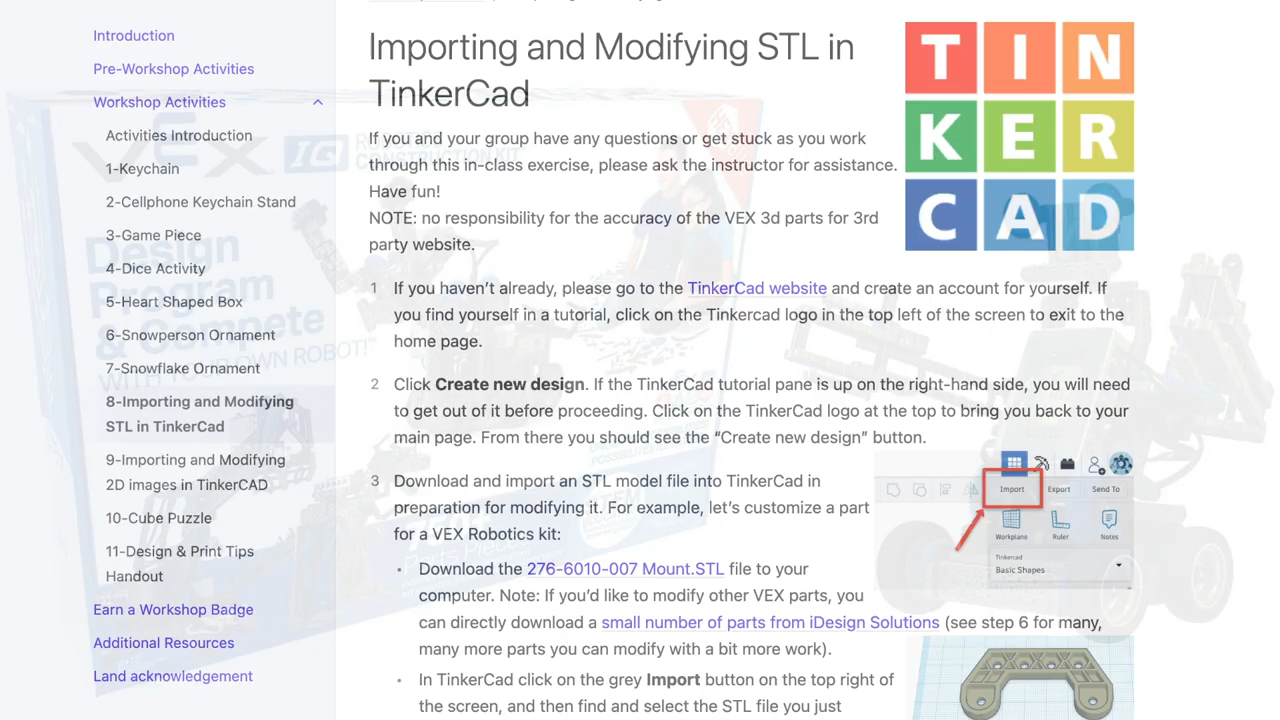 Introduction
Pre-Workshop Activities
Workshop Activities
Activities Introduction
1-Keychain
2-Cellphone Keychain Stand
3-Game Piece
4-Dice Activity
5-Heart Shaped Box
6-Snowperson Ornament
7-Snowflake Ornament
8-Importing and Modifying
STL in TinkerCad
9-Importing and Modifying
2D images in TinkerCAD
10-Cube Puzzle
11-Design & Print Tips
Handout
Earn a Workshop Badge
Additional Resources
Land acknowledgement
Importing and Modifying STL in
TinkerCad
If you and your group have any questions or get stuck as you work
through this in-class exercise, please ask the instructor for assistance.
Have fun!
NOTE: no responsibility for the accuracy of the VEX 3d parts for 3rd
party website.
1 If you haven’t already, please go to the TinkerCad website and create an account for yourself. If
you find yourself in a tutorial, click on the Tinkercad logo in the top left of the screen to exit to the
home page.
2 Click Create new design. If the TinkerCad tutorial pane is up on the right-hand side, you will need
to get out of it before proceeding. Click on the TinkerCad logo at the top to bring you back to your
main page. From there you should see the “Create new design” button.
3 Download and import an STL model file into TinkerCad in
preparation for modifying it. For example, let’s customize a part
for a VEX Robotics kit:
• Download the 276-6010-007 Mount.STL file to your
computer. Note: If you’d like to modify other VEX parts, you
can directly download a small number of parts from iDesign Solutions (see step 6 for many,
many more parts you can modify with a bit more work).
• In TinkerCad click on the grey Import button on the top right of
the screen, and then find and select the STL file you just
TIN
KER
CAD
Import Export Send To
Workplane Ruler Notes
Tinkercad
Basic Shapes
VEX IQ
ROBOTICS
CONSTRUCTION KIT
Design
Program
& Compete
WITH YOUR OWN ROBOT!